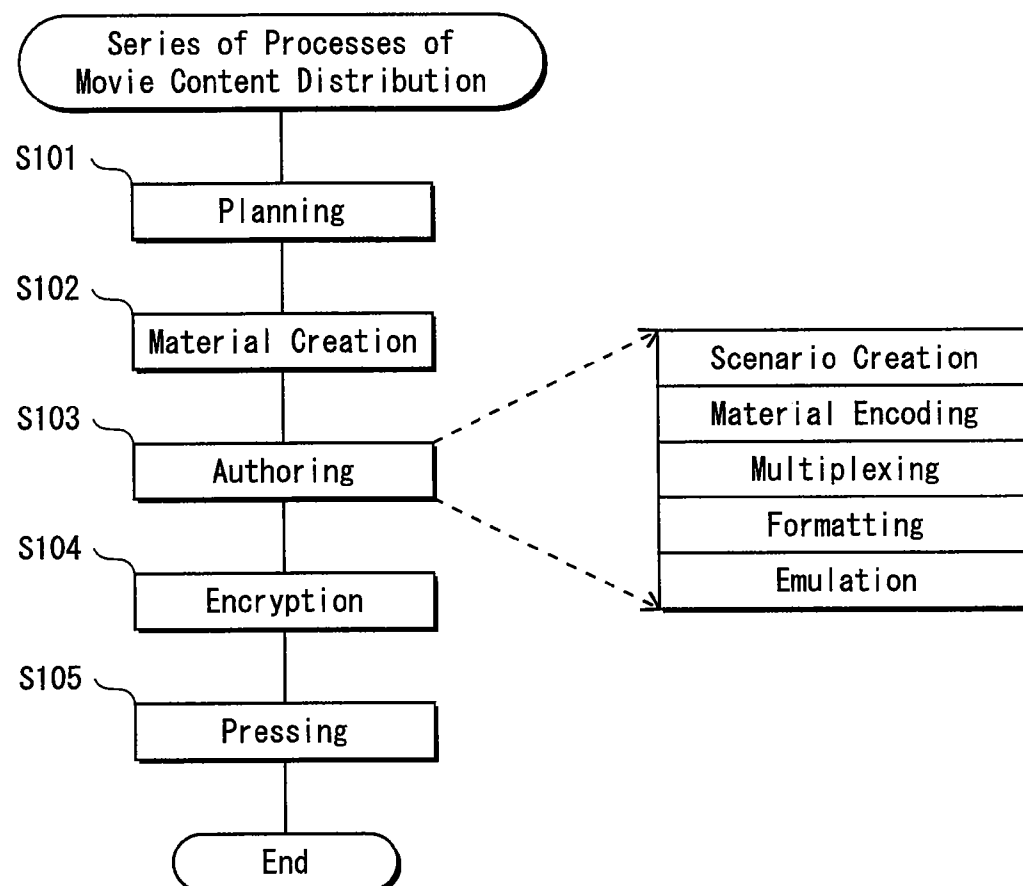 Series of Processes of
Movie Content Distribution
S101
Planning
S102
Material Creation
S103
Authoring
S104
Encryption
S105
Pressing
End
Scenario Creation
Material Encoding
Multiplexing
Formatting
Emulation